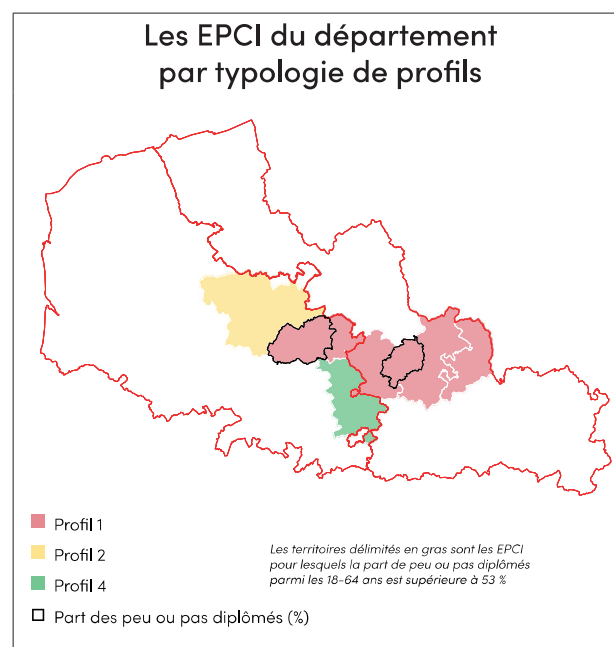 Les EPCI du département
par typologie de profils
Profil 1
Profil 2
Profil 4
Part des peu ou pas diplômés (%)
Les territoires délimités en gras sont les EPCI
pour lesquels la part de peu ou pas diplômés
parmi les 18-64 ans est supérieure à 53 %